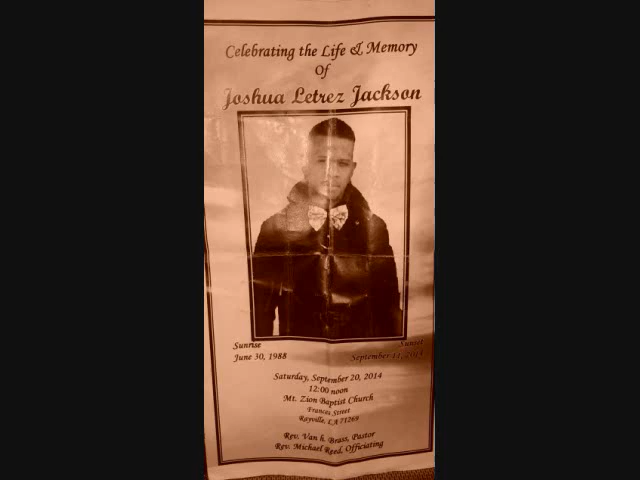 Celebrating the Life & Memory
Of
Joshua Letrez Jackson
Sunrise
June 30, 1988
Sunset
September
Saturday, September 20, 2014
12:00 noon
Mt. Zion Baptist Church
Frances Street
Rayville, LA 71269
Rev. Van h. Brass, Pastor
Rev. Michael Reed, Officiating